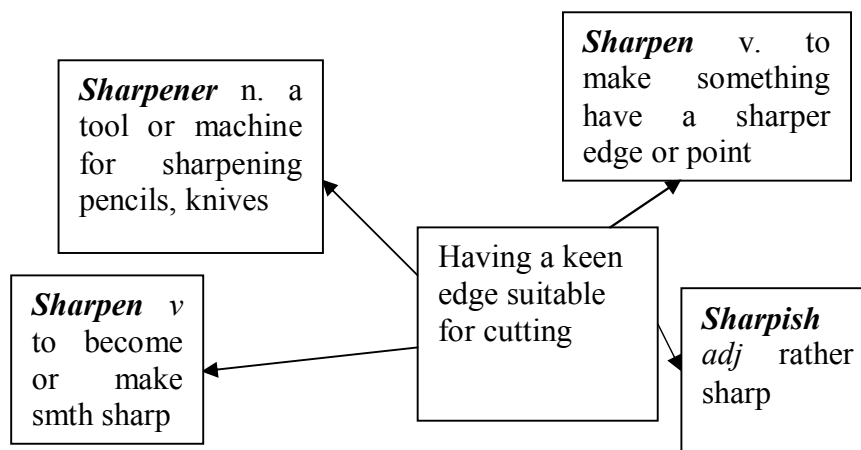 Sharpener n. a
tool or machine
for sharpening
pencils, knives
Sharpen v. to
make something
have a sharper
edge or point
Having a keen
edge suitable
for cutting
Sharpen v
to become
or make
smth sharp
Sharpish
adj rather
sharp